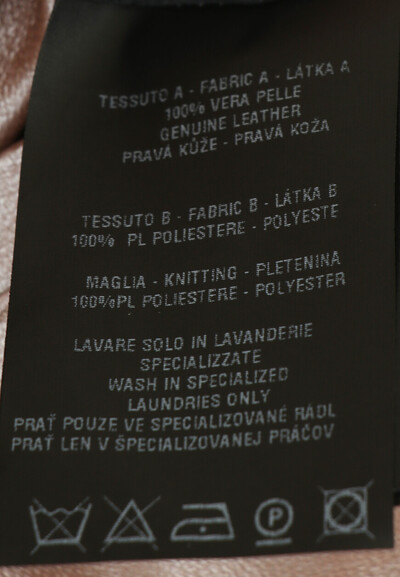 TESSUTO A - FABRIC A - LÁTKA A
100% VERA PELLE
GENUINE LEATHER
PRAVÁ KŮŽE - PRAVÁ KOŽA
TESSUTO B - FABRIC B - LÁTKA B
100% PL POLIESTERE - POLYESTE
MAGLIA - KNITTING - PLETENINA
100%PL POLIESTERE - POLYESTER
LAVARE SOLO IN LAVANDERIE
SPECIALIZZATE
WASH IN SPECIALIZED
LAUNDRIES ONLY
PRAŤ POUZE VE SPECIALIZOVANÉ RÁDL
PRAŤ LEN V ŠPECIALIZOVANEJ PRÁČOV
P